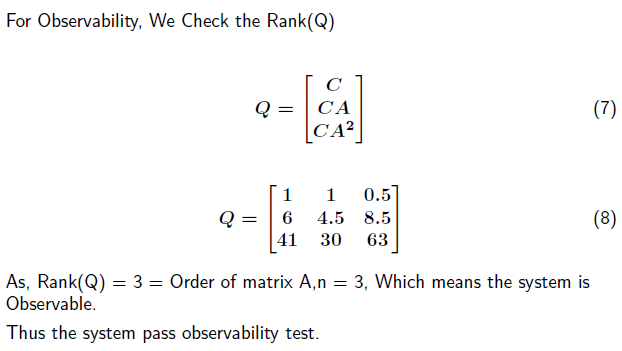 For Observability, We Check the Rank(Q)
Q = [ C
CA
CA² ] (7)
Q = [ 1 1 0.5
6 4.5 8.5
41 30 63 ] (8)
As, Rank(Q) = 3 = Order of matrix A,n = 3, Which means the system is
Observable.
Thus the system pass observability test.